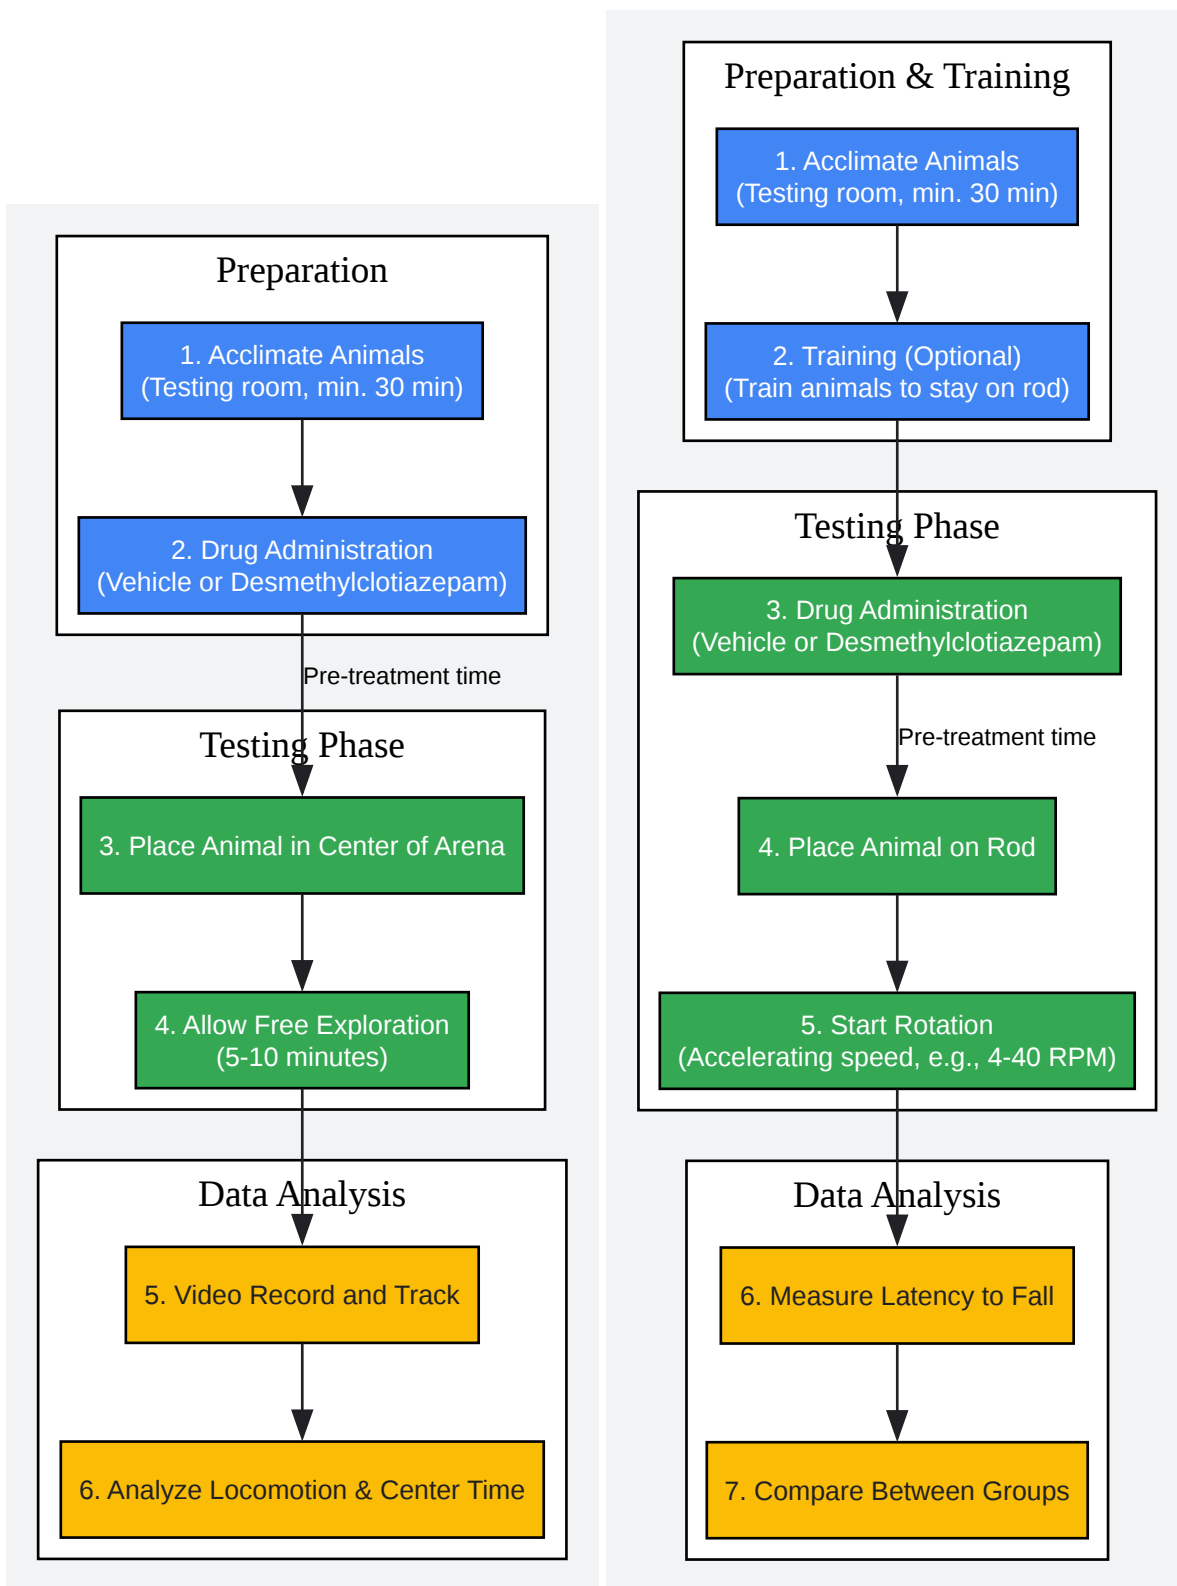 Preparation
1. Acclimate Animals
(Testing room, min. 30 min)
2. Drug Administration
(Vehicle or Desmethylclotiazepam)
Pre-treatment time
Testing Phase
3. Place Animal in Center of Arena
4. Allow Free Exploration
(5-10 minutes)
Data Analysis
5. Video Record and Track
6. Analyze Locomotion & Center Time
Preparation & Training
1. Acclimate Animals
(Testing room, min. 30 min)
2. Training (Optional)
(Train animals to stay on rod)
Testing Phase
3. Drug Administration
(Vehicle or Desmethylclotiazepam)
Pre-treatment time
4. Place Animal on Rod
5. Start Rotation
(Accelerating speed, e.g., 4-40 RPM)
Data Analysis
6. Measure Latency to Fall
7. Compare Between Groups